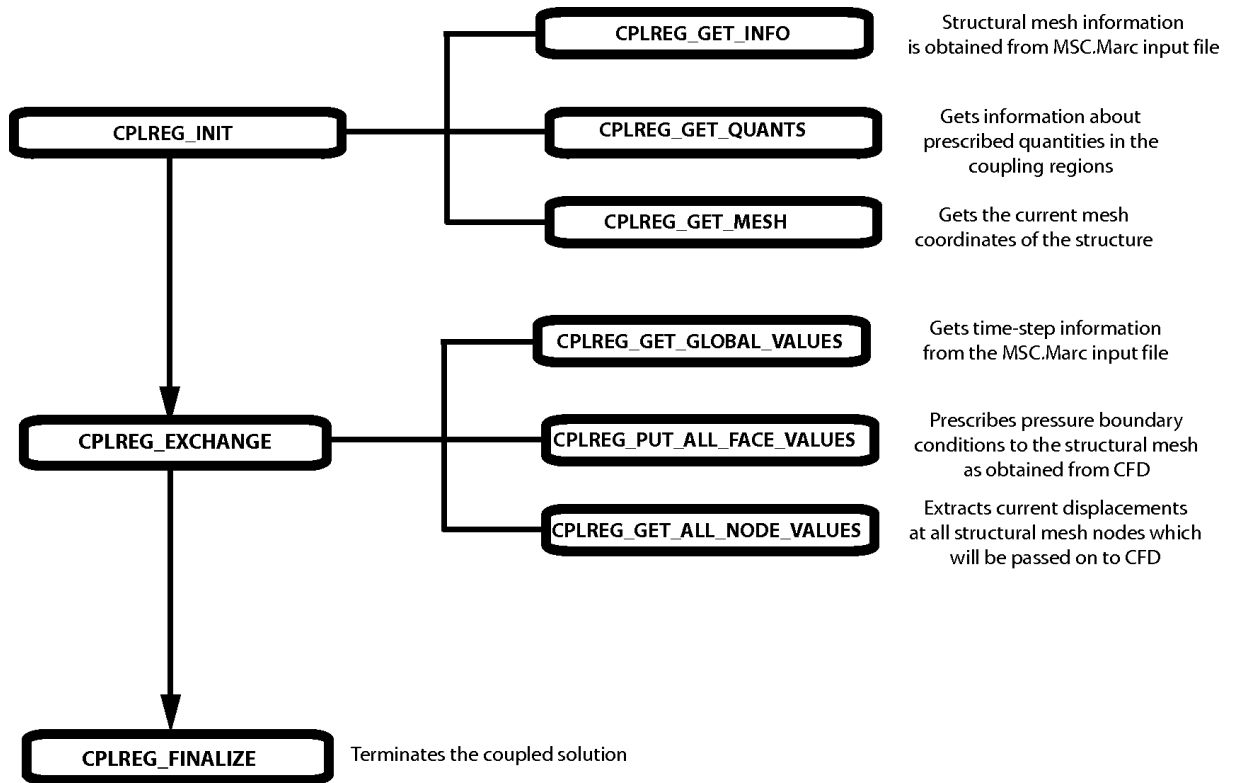 CPLREG_GET_INFO
Structural mesh information
is obtained from MSC.Marc input file
CPLREG_INIT
CPLREG_GET_QUANTS
Gets information about
prescribed quantities in the
coupling regions
CPLREG_GET_MESH
Gets the current mesh
coordinates of the structure
CPLREG_GET_GLOBAL_VALUES
Gets time-step information
from the MSC.Marc input file
CPLREG_EXCHANGE
CPLREG_PUT_ALL_FACE_VALUES
Prescribes pressure boundary
conditions to the structural mesh
as obtained from CFD
CPLREG_GET_ALL_NODE_VALUES
Extracts current displacements
at all structural mesh nodes which
will be passed on to CFD
CPLREG_FINALIZE
Terminates the coupled solution